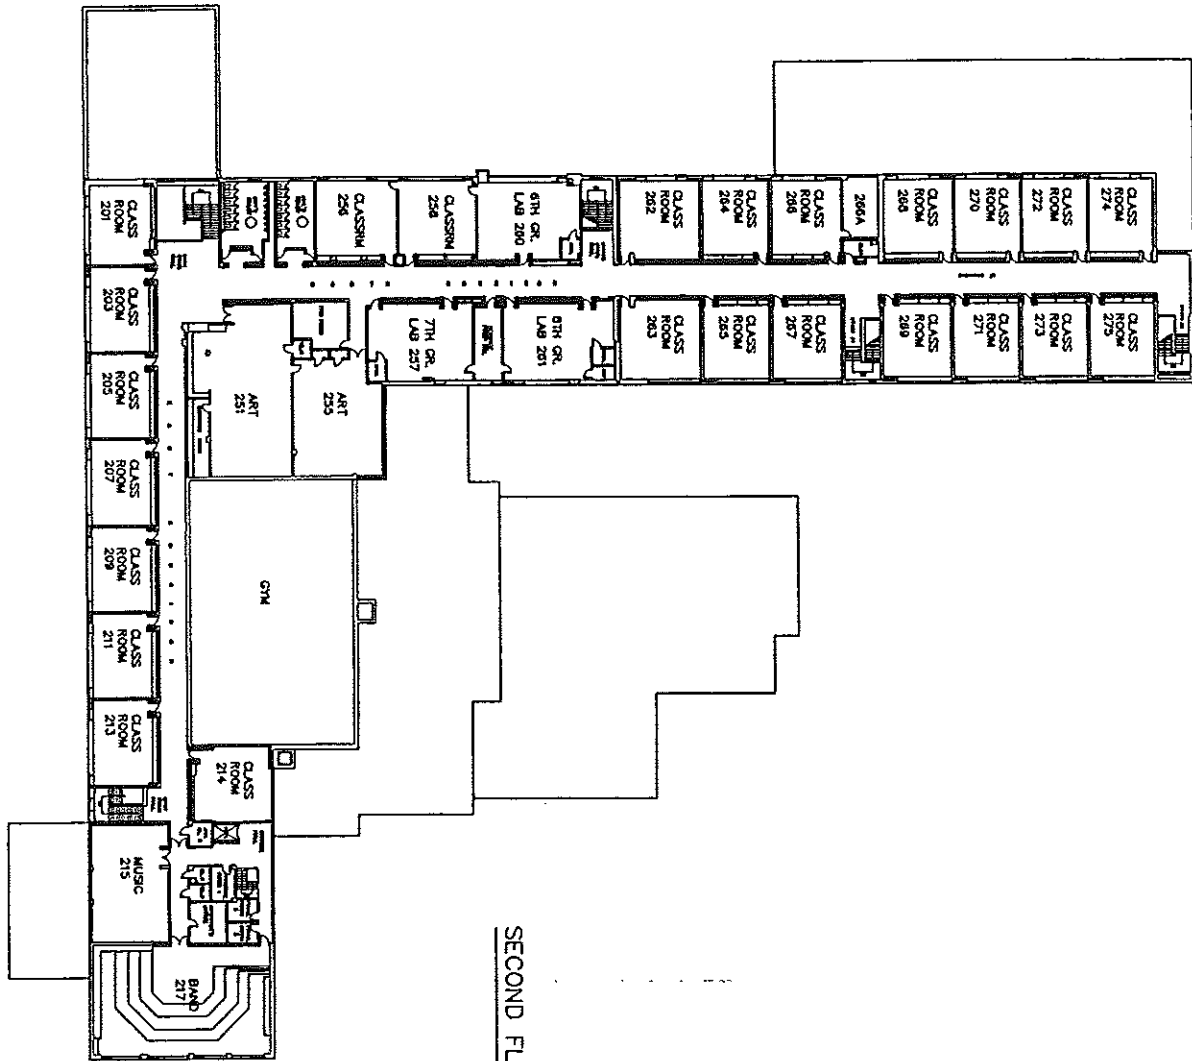 CLASS
ROOM
201
CLASS
ROOM
203
CLASS
ROOM
205
CLASS
ROOM
207
CLASS
ROOM
209
CLASS
ROOM
211
CLASS
ROOM
213
MUSIC
215
BAND
217
CLASS
ROOM
214
GYM
ART
251
ART
255
CLASSRM
256
CLASSRM
258
6TH GR.
LAB 260
7TH GR.
LAB 257
LAB 261
CLASS
ROOM
262
CLASS
ROOM
264
CLASS
ROOM
266
266A
CLASS
ROOM
268
CLASS
ROOM
270
CLASS
ROOM
272
CLASS
ROOM
274
CLASS
ROOM
263
CLASS
ROOM
265
CLASS
ROOM
267
CLASS
ROOM
269
CLASS
ROOM
271
CLASS
ROOM
273
CLASS
ROOM
275
SECOND FL